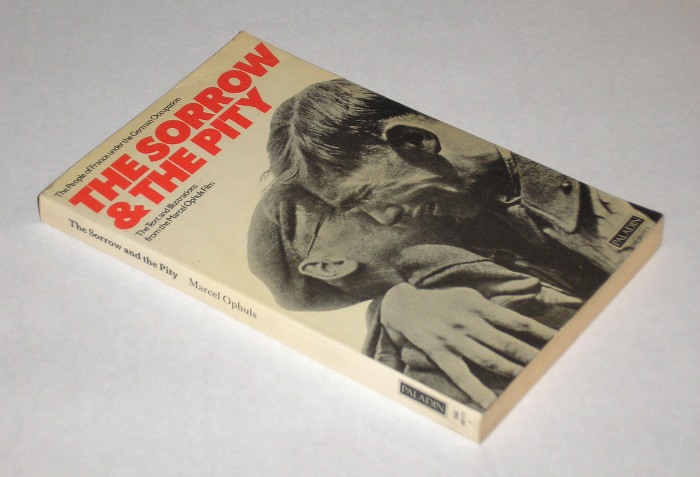 The People of France under the German Occupation
THE SORROW
& THE PITY
The Text and Illustrations
from the Marcel Ophuls Film
PALADIN
The Sorrow and the Pity
Marcel Ophuls
PALADIN